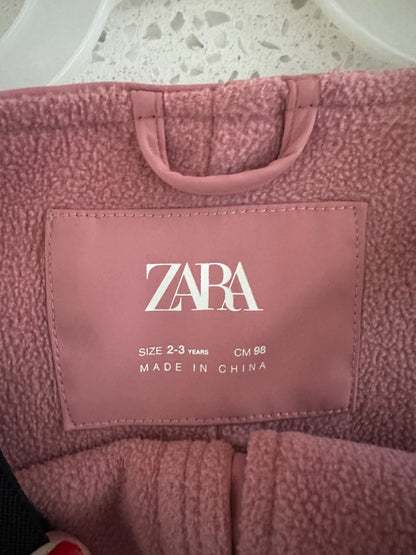 ZARA
SIZE 2-3 YEARS CM 98
MADE IN CHINA